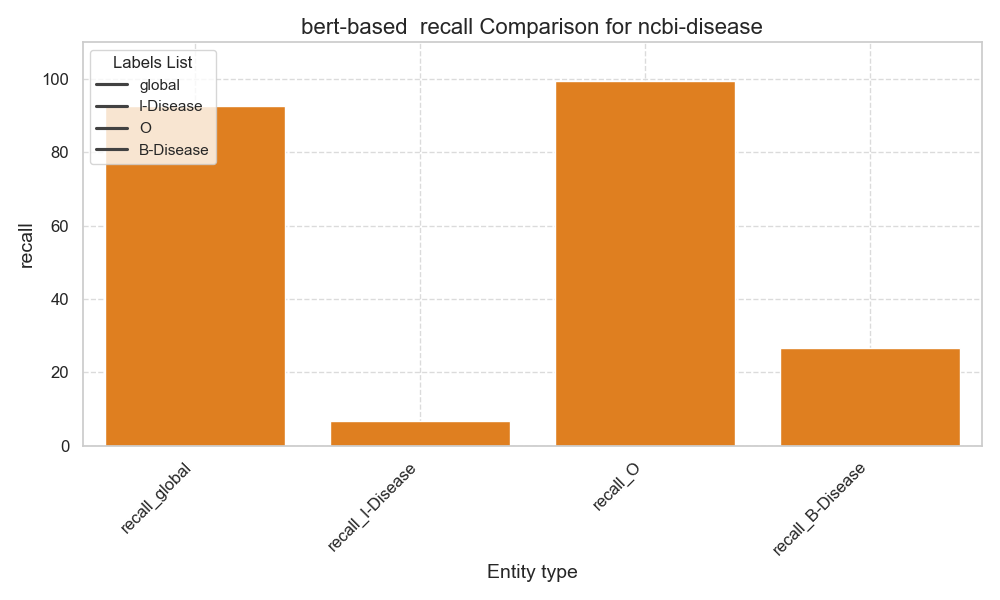 bert-based  recall Comparison for ncbi-disease
Labels List
global
I-Disease
O
B-Disease
recall
100
80
60
40
20
0
recall_global
recall_I-Disease
recall_O
recall_B-Disease
Entity type